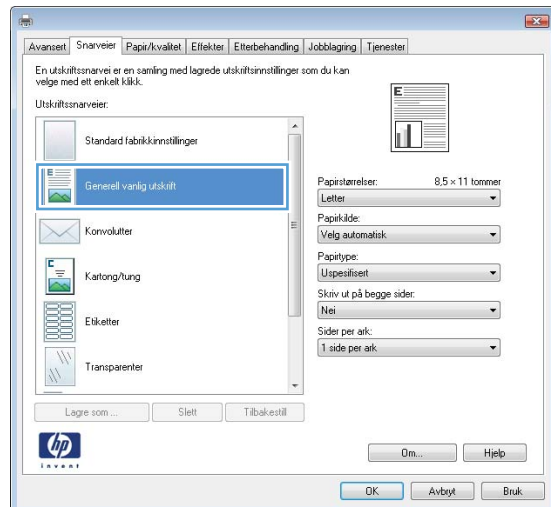 Avansert Snarveier Papir/kvalitet Effekter Etterbehandling Jobblagring Tjenester
En utskriftssnarvei er en samling med lagrede utskriftsinnstillinger som du kan
velge med ett enkelt klikk.
Utskriftssnarveier:
Standard fabrikkinnstillinger
Generell vanlig utskrift
Konvolutter
Kartong/tung
Etiketter
Transparenter
E
Papirstørrelser: 8,5 × 11 tommer
Letter
Papirkilde:
Velg automatisk
Papirtype:
Uspesifisert
Skriv ut på begge sider:
Nei
Sider per ark:
1 side per ark
Lagre som ... Slett Tilbakestill
hp
invent
Om... Hjelp
OK Avbryt Bruk